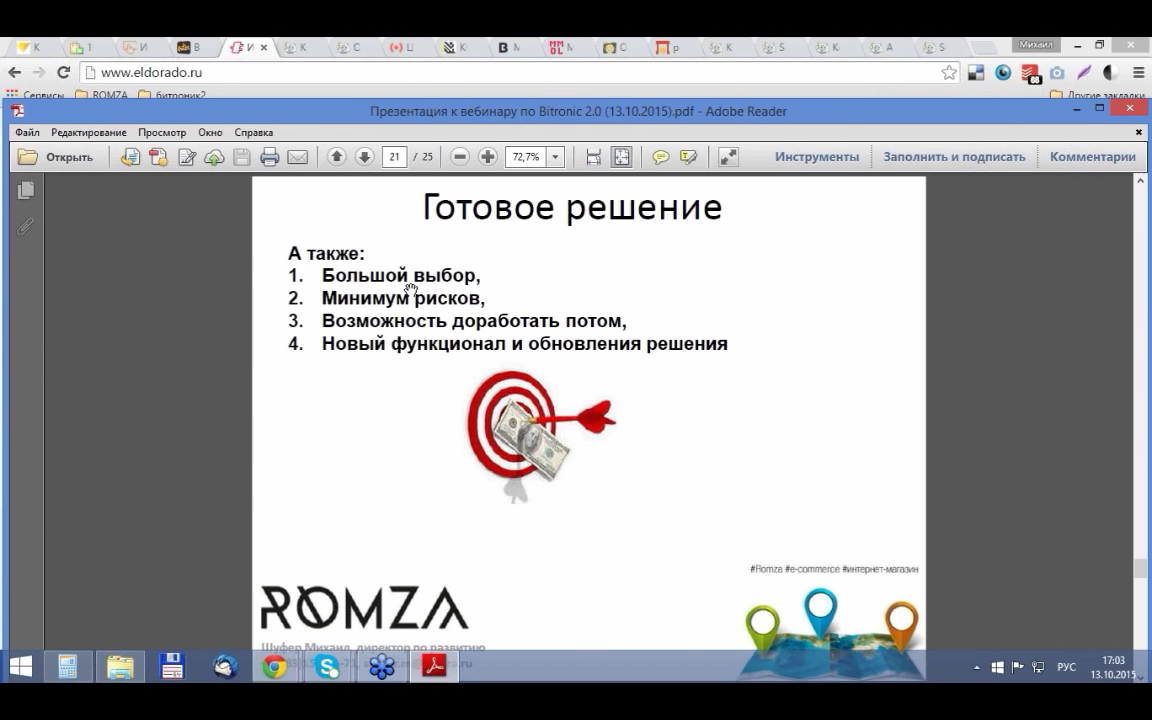 К
1
И
В
И
К
С
К
В
С
р
К
S
К
А
S
Михаил
www.eldorado.ru
Сервисы ROMZA битроник2 Другие закладки
Презентация к вебинару по Bitronic 2.0 (13.10.2015).pdf - Adobe Reader
Файл Редактирование Просмотр Окно Справка
Открыть 21 / 25 72,7% Инструменты Заполнить и подписать Комментарии
Готовое решение
А также:
1. Большой выбор,
2. Минимум рисков,
3. Возможность доработать потом,
4. Новый функционал и обновления решения
#Romza #e-commerce #интернет-магазин
ROMZA
Шуфер Михаил, директор по развитию
РУС
17:03
13.10.2015